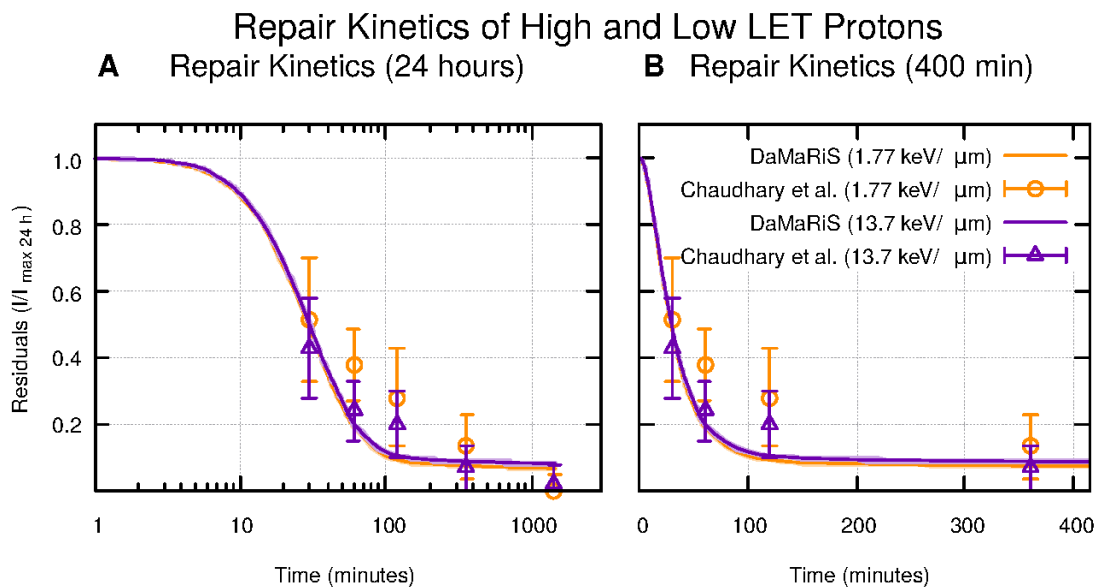 Repair Kinetics of High and Low LET Protons
A Repair Kinetics (24 hours)
B Repair Kinetics (400 min)
Residuals (I/I max 24 h)
1.0
0.8
0.6
0.4
0.2
1 10 100 1000
Time (minutes)
DaMaRiS (1.77 keV/ μm)
Chaudhary et al. (1.77 keV/ μm)
DaMaRiS (13.7 keV/ μm)
Chaudhary et al. (13.7 keV/ μm)
0 100 200 300 400
Time (minutes)